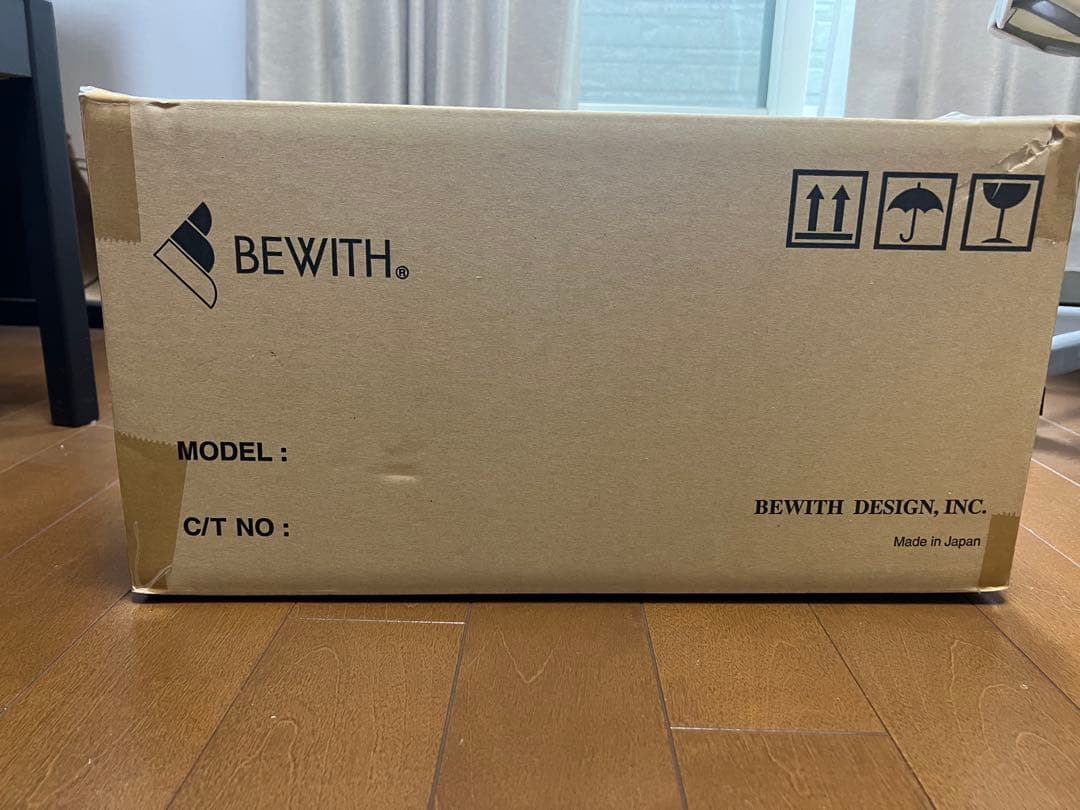 BEWITH®
MODEL :
C/T NO :
BEWITH DESIGN, INC.
Made in Japan